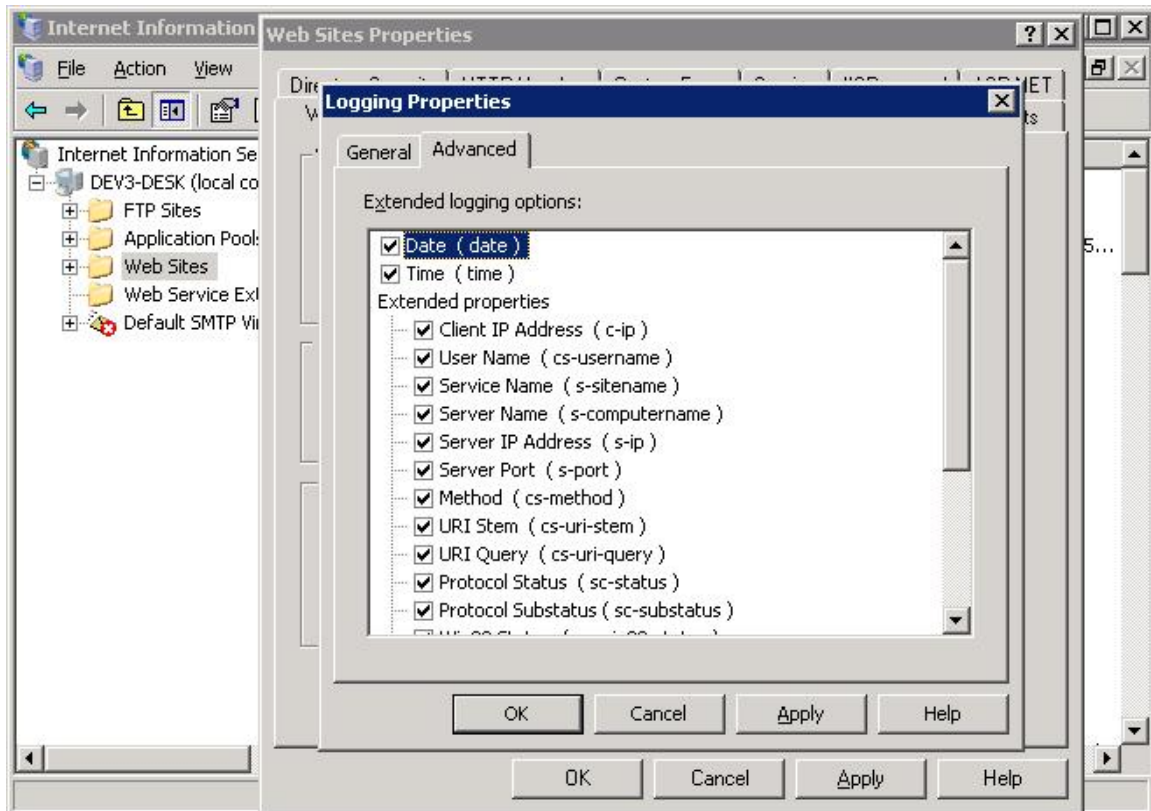 Internet Information
Web Sites Properties
File Action View
Logging Properties
General Advanced
Internet Information Se
DEV3-DESK (local co
FTP Sites
Application Pools
Web Sites
Web Service Ext
Default SMTP Vi
Extended logging options:
Date ( date )
Time ( time )
Extended properties
Client IP Address ( c-ip )
User Name ( cs-username )
Service Name ( s-sitename )
Server Name ( s-computername )
Server IP Address ( s-ip )
Server Port ( s-port )
Method ( cs-method )
URI Stem ( cs-uri-stem )
URI Query ( cs-uri-query )
Protocol Status ( sc-status )
Protocol Substatus ( sc-substatus )
5...
OK Cancel Apply Help
OK Cancel Apply Help